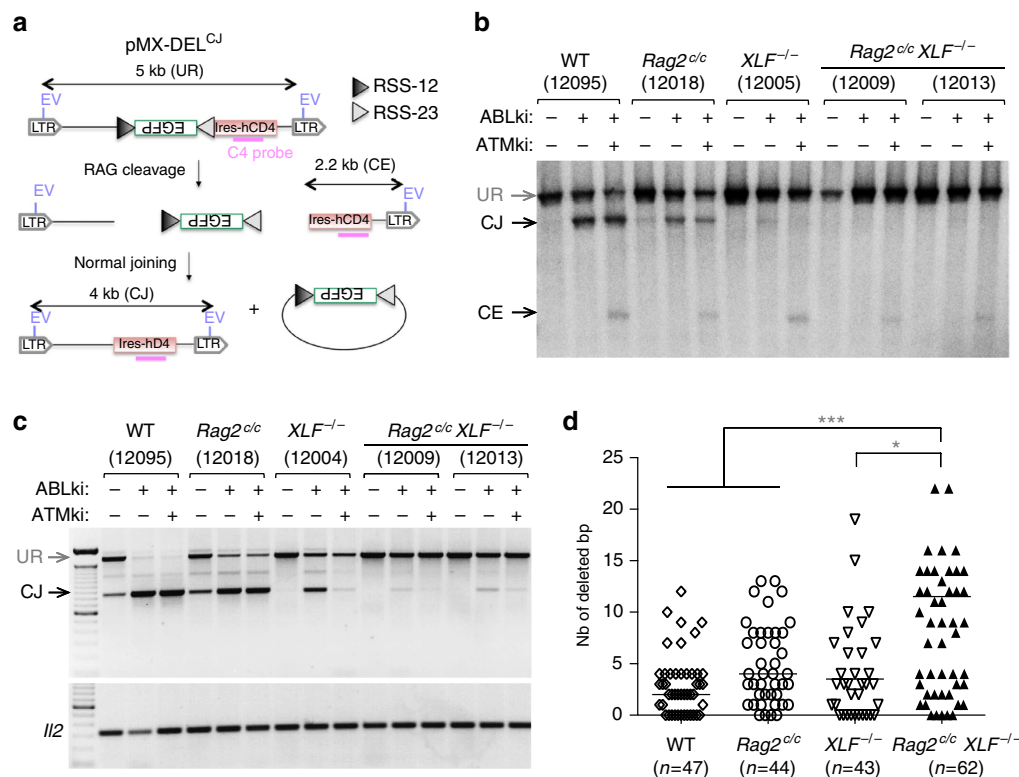 a
pMX-DEL^CJ
5 kb (UR)
EV
EV
RSS-12
RSS-23
LTR
EGFP
Ires-hCD4
LTR
C4 probe
RAG cleavage
2.2 kb (CE)
EV
EV
LTR
EGFP
Ires-hCD4
LTR
Normal joining
4 kb (CJ)
EV
EV
LTR
Ires-hD4
LTR
+
EGFP
b
WT Rag2^c/c XLF^−/− Rag2^c/c XLF^−/−
(12095) (12018) (12005) (12009) (12013)
ABLki: − + + − + + − + + − + + − + +
ATMki: − − + − − + − − + − − + − − +
UR
CJ
CE
c
WT Rag2^c/c XLF^−/− Rag2^c/c XLF^−/−
(12095) (12018) (12004) (12009) (12013)
ABLki: − + + − + + − + + − + + − + +
ATMki: − − + − − + − − + − − + − − +
UR
CJ
Il2
d
***
*
Nb of deleted bp
25
20
15
10
5
0
WT Rag2^c/c XLF^−/− Rag2^c/c XLF^−/−
(n=47) (n=44) (n=43) (n=62)